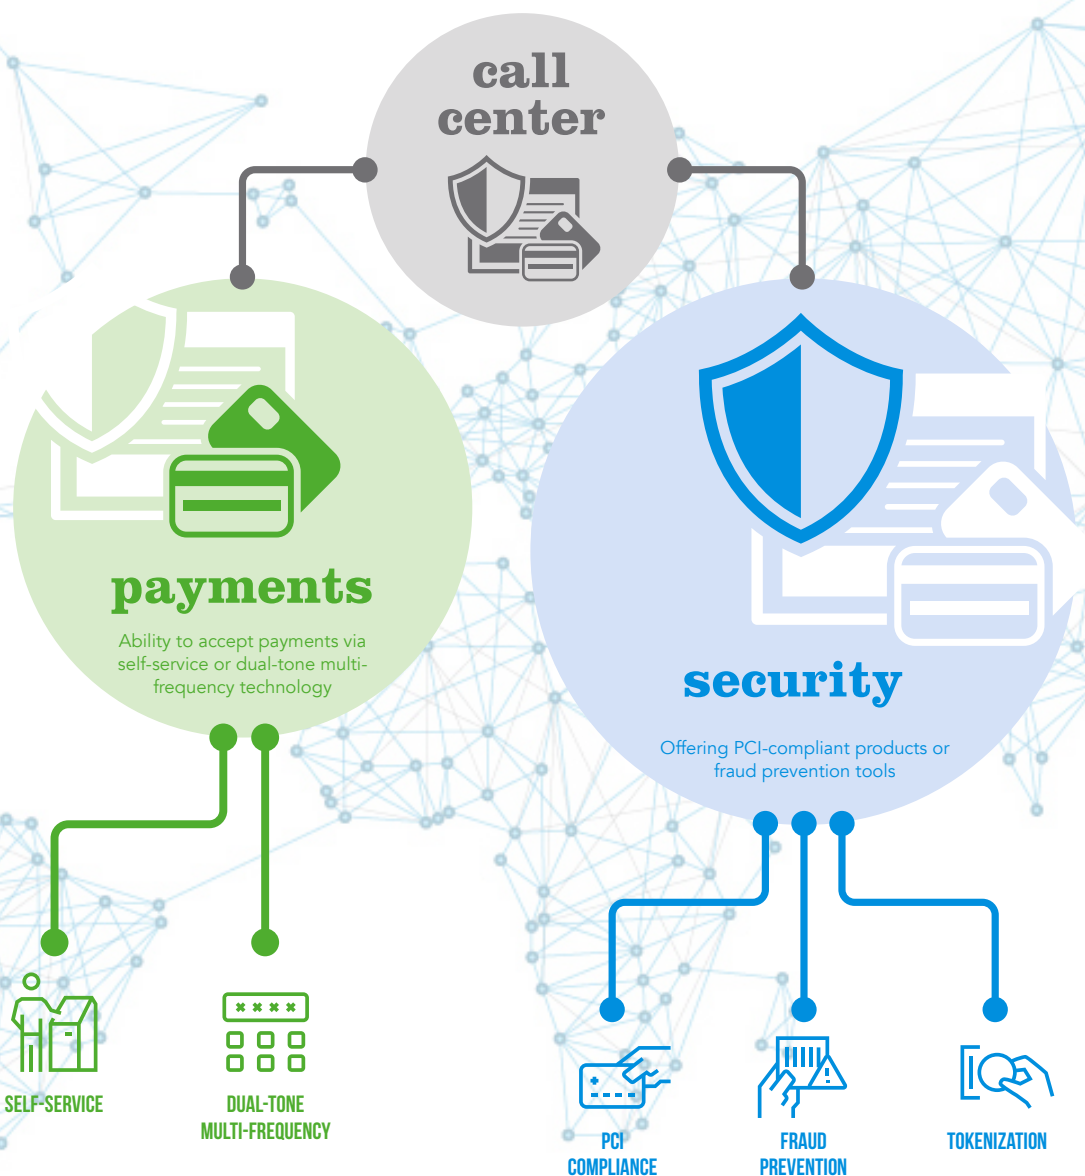 call
center
payments
Ability to accept payments via
self-service or dual-tone multi-
frequency technology
security
Offering PCI-compliant products or
fraud prevention tools
SELF-SERVICE
DUAL-TONE
MULTI-FREQUENCY
PCI
COMPLIANCE
FRAUD
PREVENTION
TOKENIZATION